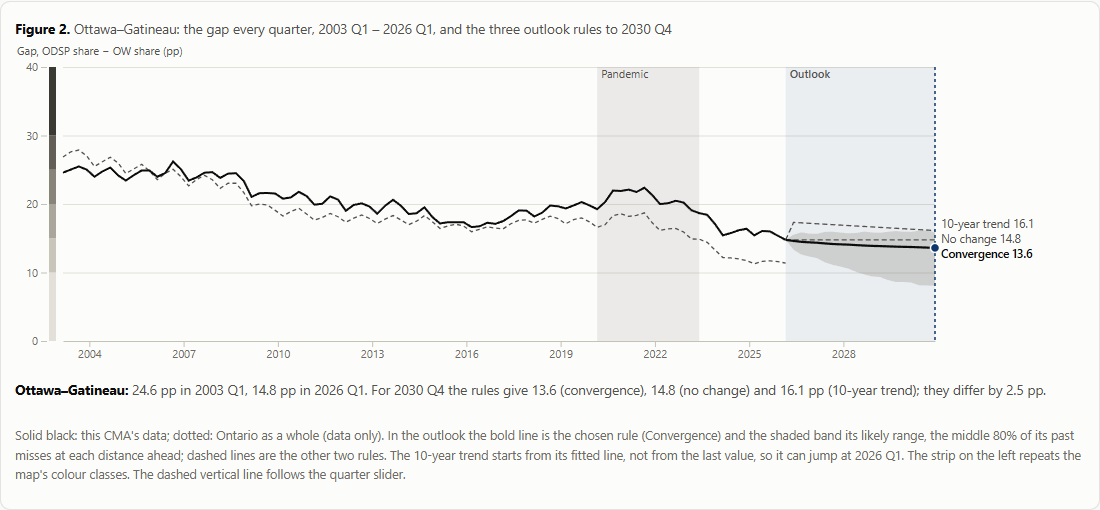 Figure 2. Ottawa–Gatineau: the gap every quarter, 2003 Q1 – 2026 Q1, and the three outlook rules to 2030 Q4
Gap, ODSP share − OW share (pp)
40
Pandemic
Outlook
30
20
10-year trend 16.1
No change 14.8
Convergence 13.6
10
0
2004 2007 2010 2013 2016 2019 2022 2025 2028
Ottawa–Gatineau: 24.6 pp in 2003 Q1, 14.8 pp in 2026 Q1. For 2030 Q4 the rules give 13.6 (convergence), 14.8 (no change) and 16.1 pp (10-year trend); they differ by 2.5 pp.
Solid black: this CMA's data; dotted: Ontario as a whole (data only). In the outlook the bold line is the chosen rule (Convergence) and the shaded band its likely range, the middle 80% of its past
misses at each distance ahead; dashed lines are the other two rules. The 10-year trend starts from its fitted line, not from the last value, so it can jump at 2026 Q1. The strip on the left repeats the
map's colour classes. The dashed vertical line follows the quarter slider.